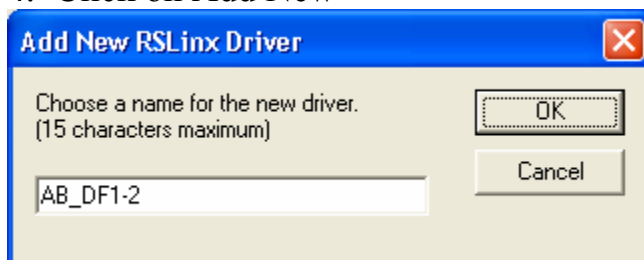 Add New RSLinx Driver
Choose a name for the new driver.
(15 characters maximum)
OK
Cancel
AB_DF1-2